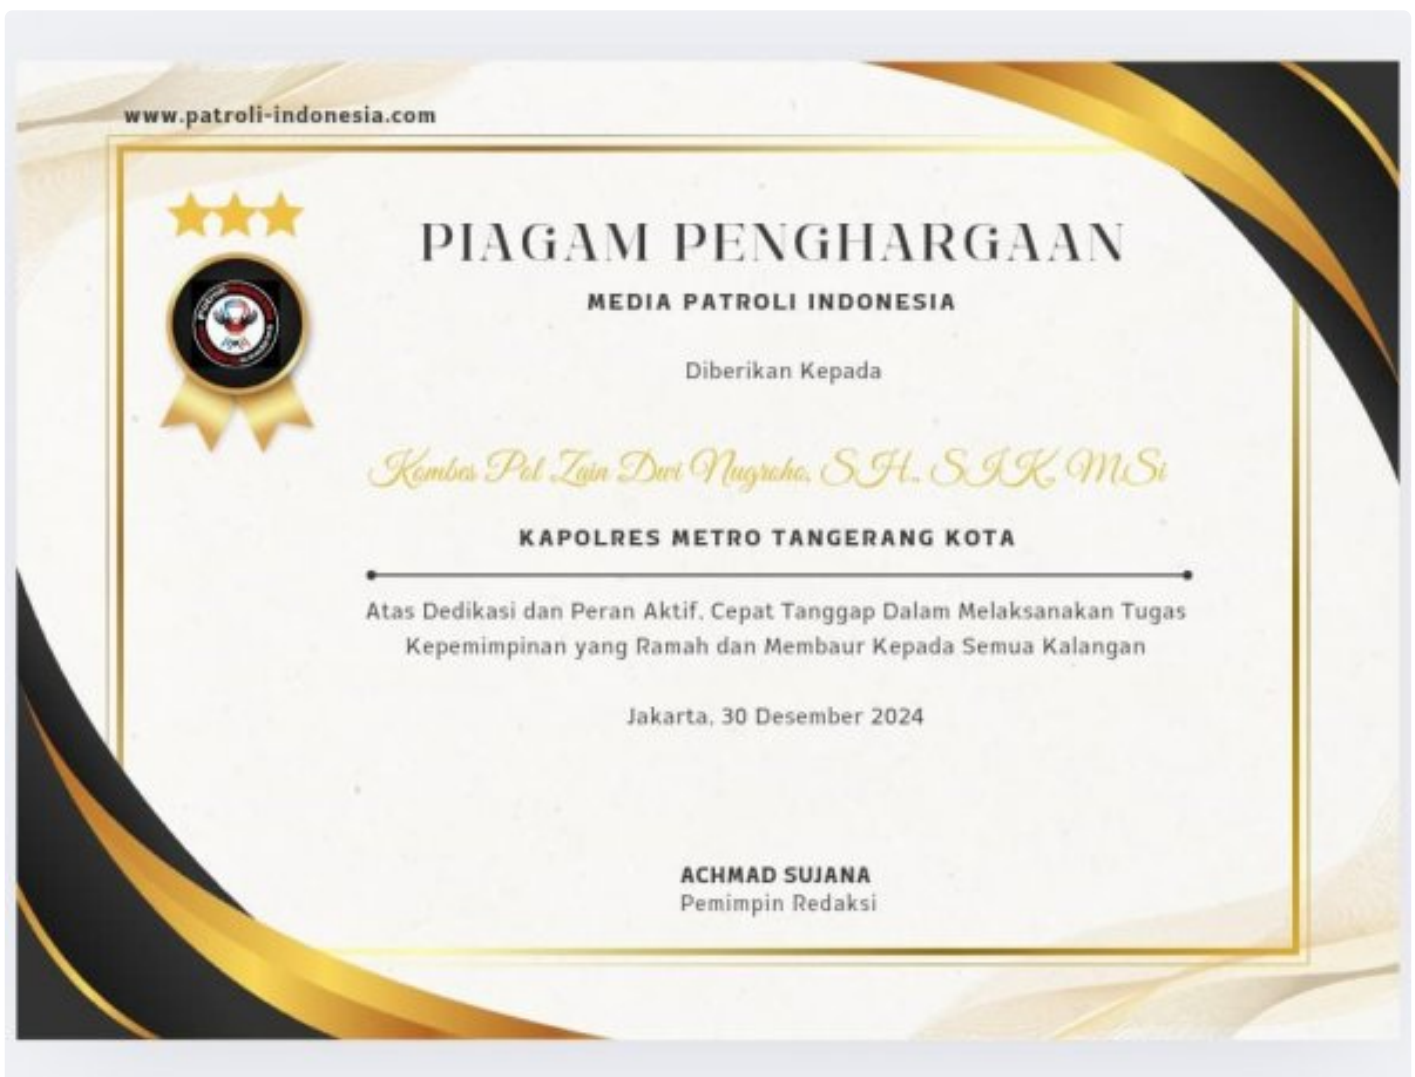 www.patroli-indonesia.com
PIAGAM PENGHARGAAN
MEDIA PATROLI INDONESIA
Diberikan Kepada
Kombes Pol Zain Dwi Nugroho, S.H., S.I.K, M.Si
KAPOLRES METRO TANGERANG KOTA
Atas Dedikasi dan Peran Aktif, Cepat Tanggap Dalam Melaksanakan Tugas
Kepemimpinan yang Ramah dan Membaur Kepada Semua Kalangan
Jakarta, 30 Desember 2024
ACHMAD SUJANA
Pemimpin Redaksi